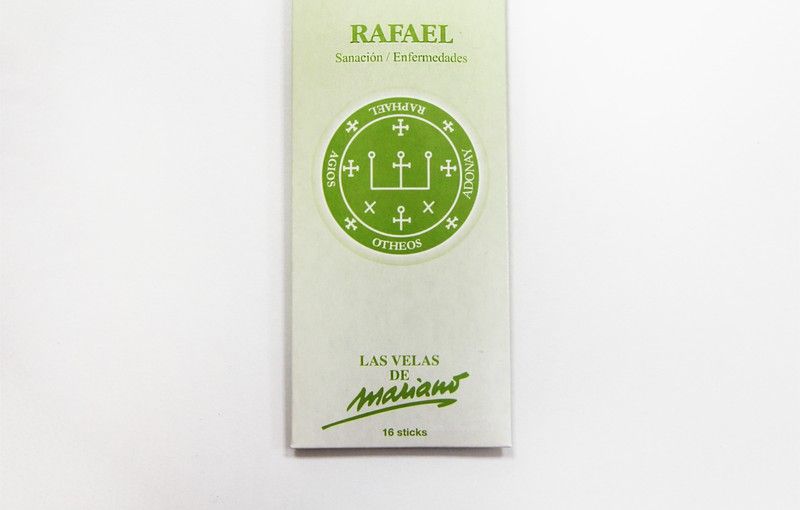 RAFAEL
Sanación / Enfermedades
RAPHAEL
AGIOS
ADONAY
OTHEOS
LAS VELAS
DE
mariano
16 sticks